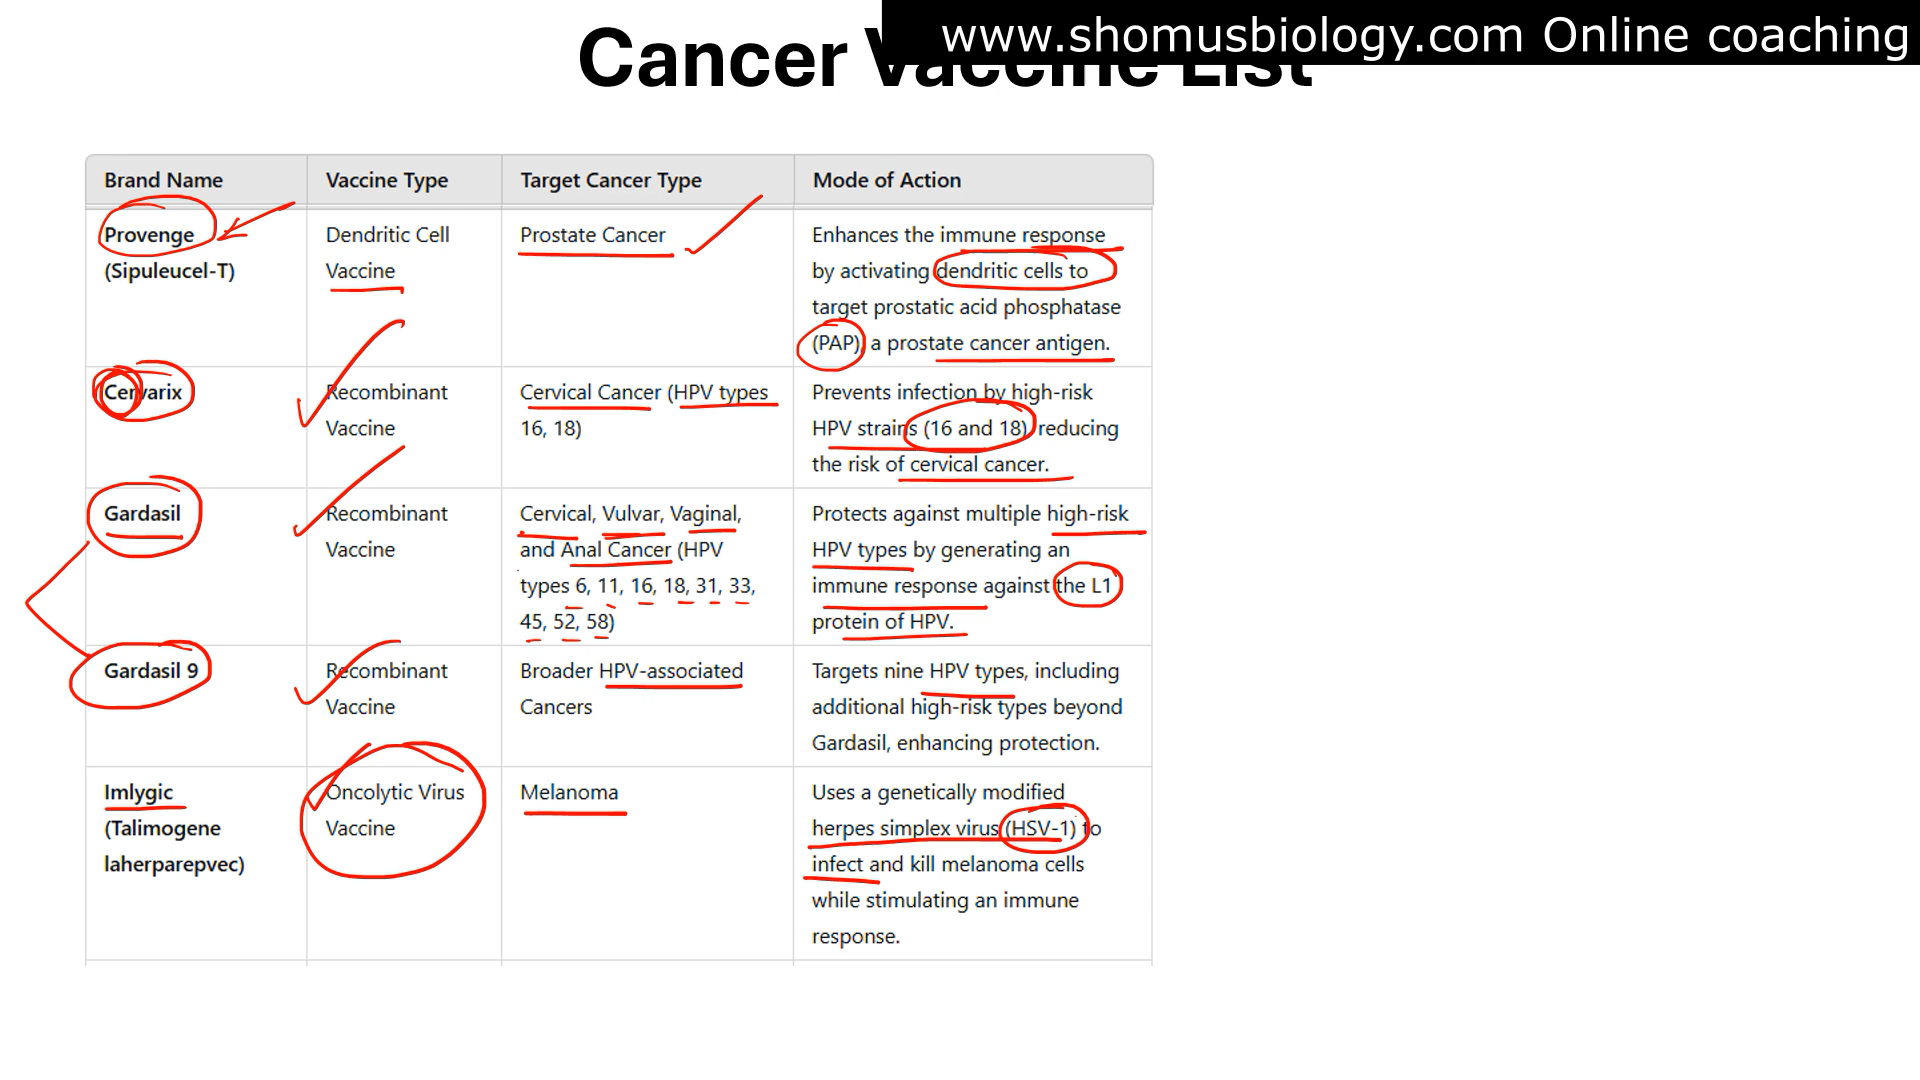 www.shomusbiology.com Online coaching
Cancer Vaccine List
Brand Name
Vaccine Type
Target Cancer Type
Mode of Action
Provenge
(Sipuleucel-T)
Dendritic Cell
Vaccine
Prostate Cancer
Enhances the immune response
by activating dendritic cells to
target prostatic acid phosphatase
(PAP), a prostate cancer antigen.
Cervarix
Recombinant
Vaccine
Cervical Cancer (HPV types
16, 18)
Prevents infection by high-risk
HPV strains (16 and 18), reducing
the risk of cervical cancer.
Gardasil
Recombinant
Vaccine
Cervical, Vulvar, Vaginal,
and Anal Cancer (HPV
types 6, 11, 16, 18, 31, 33,
45, 52, 58)
Protects against multiple high-risk
HPV types by generating an
immune response against the L1
protein of HPV.
Gardasil 9
Recombinant
Vaccine
Broader HPV-associated
Cancers
Targets nine HPV types, including
additional high-risk types beyond
Gardasil, enhancing protection.
Imlygic
(Talimogene
laherparepvec)
Oncolytic Virus
Vaccine
Melanoma
Uses a genetically modified
herpes simplex virus (HSV-1) to
infect and kill melanoma cells
while stimulating an immune
response.